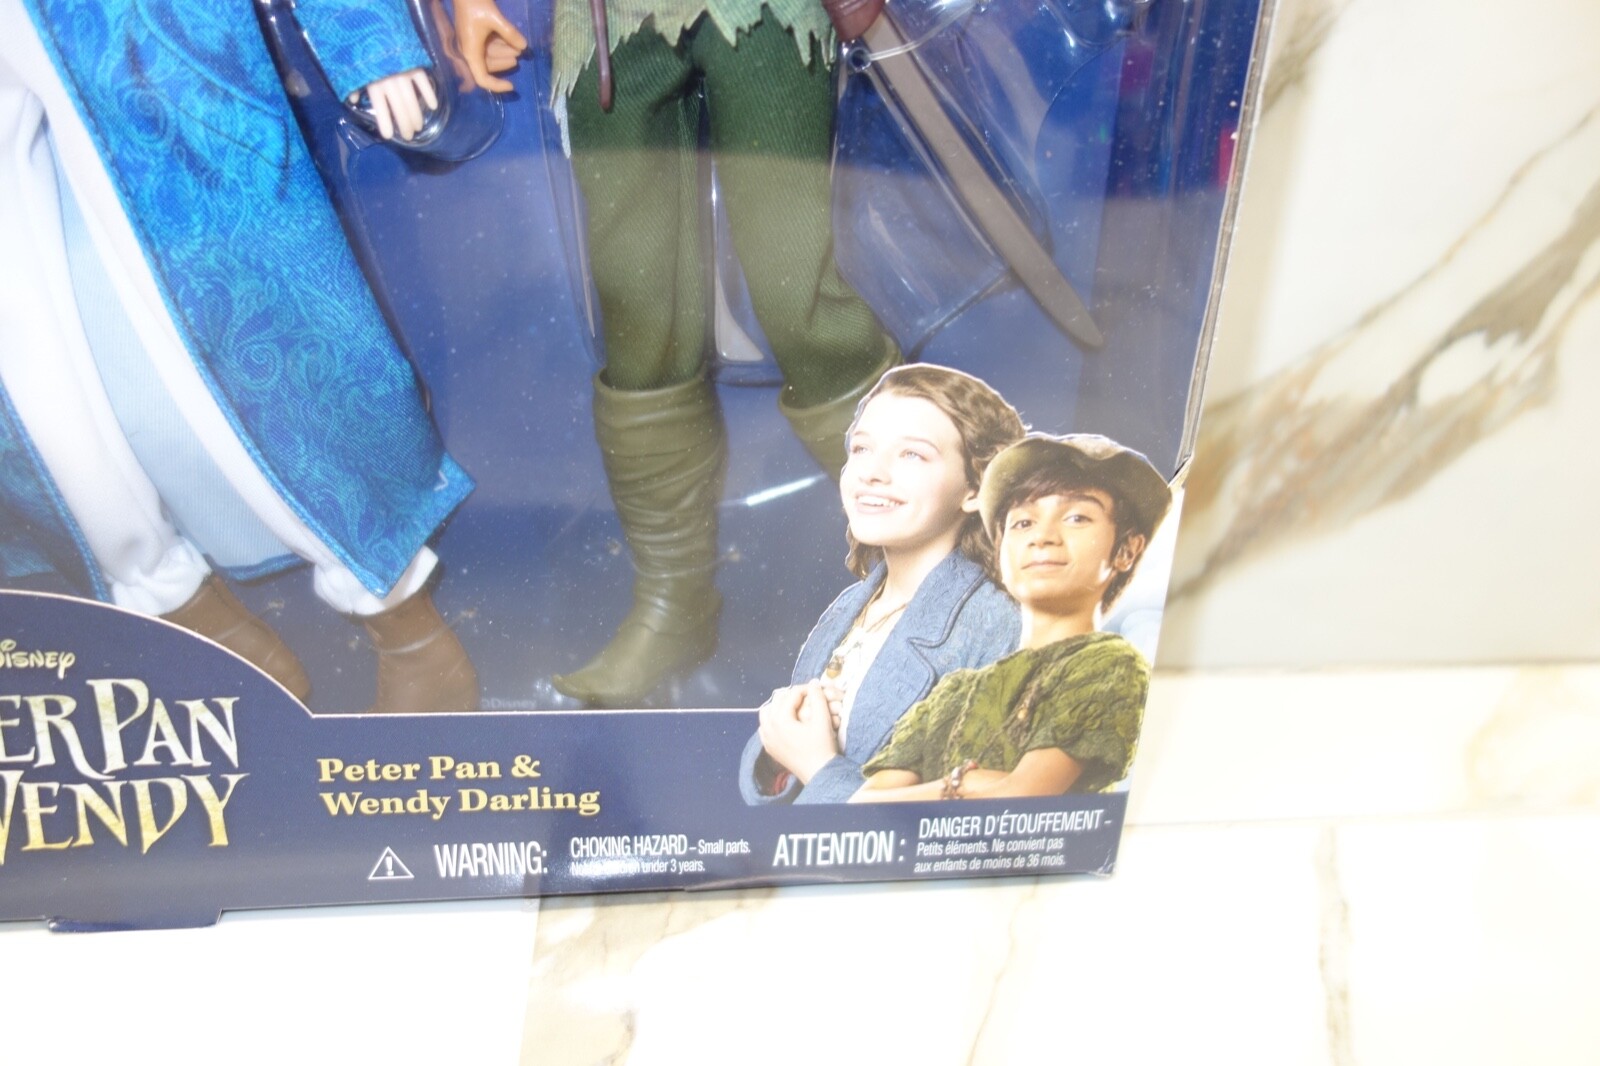 Disney
ER PAN
WENDY
©Disney
Peter Pan &
Wendy Darling
WARNING: CHOKING HAZARD – Small parts.
under 3 years.
ATTENTION : DANGER D'ÉTOUFFEMENT –
Petits éléments. Ne convient pas
aux enfants de moins de 36 mois.